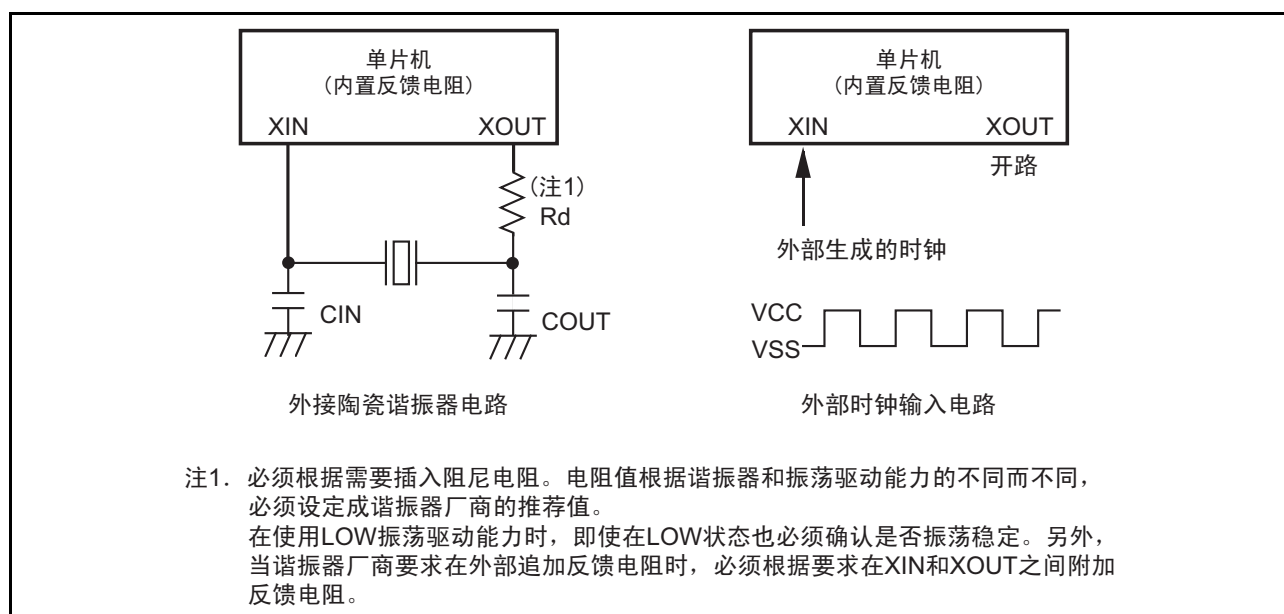 单片机
(内置反馈电阻)
XIN XOUT
(注1)
Rd
CIN
COUT
外接陶瓷谐振器电路
单片机
(内置反馈电阻)
XIN XOUT
开路
外部生成的时钟
VCC
VSS
外部时钟输入电路
注1. 必须根据需要插入阻尼电阻。电阻值根据谐振器和振荡驱动能力的不同而不同，
必须设定成谐振器厂商的推荐值。
在使用LOW振荡驱动能力时，即使在LOW状态也必须确认是否振荡稳定。另外，
当谐振器厂商要求在外部追加反馈电阻时，必须根据要求在XIN和XOUT之间附加
反馈电阻。